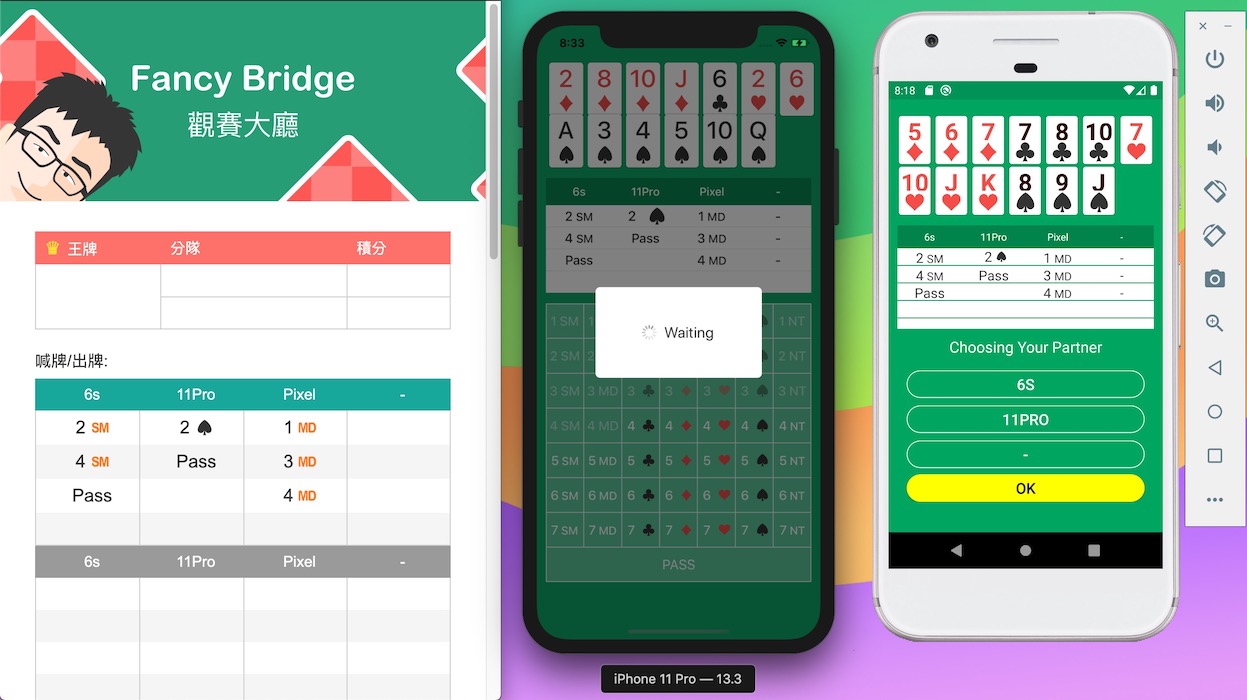 Fancy Bridge
觀賽大廳
王牌 分隊 積分
喊牌/出牌:
6s 11Pro Pixel -
2 SM 2 ♠ 1 MD
4 SM Pass 3 MD
Pass 4 MD
6s 11Pro Pixel -
8:33
2 8 10 J 6 2 6
A 3 4 5 10 Q
6s 11Pro Pixel -
2 SM 2 ♠ 1 MD -
4 SM Pass 3 MD -
Pass 4 MD -
Waiting
1 SM 1 1 NT
2 SM 2 2 NT
3 SM 3 MD 3 ♣ 3 ♦ 3 ♥ 3 ♠ 3 NT
4 SM 4 MD 4 ♣ 4 ♦ 4 ♥ 4 ♠ 4 NT
5 SM 5 MD 5 ♣ 5 ♦ 5 ♥ 5 ♠ 5 NT
6 SM 6 MD 6 ♣ 6 ♦ 6 ♥ 6 ♠ 6 NT
7 SM 7 MD 7 ♣ 7 ♦ 7 ♥ 7 ♠ 7 NT
PASS
iPhone 11 Pro — 13.3
8:18
5 6 7 7 8 10 7
10 J K 8 9 J
6s 11Pro Pixel -
2 SM 2 ♠ 1 MD -
4 SM Pass 3 MD -
Pass 4 MD -
Choosing Your Partner
6S
11PRO
-
OK